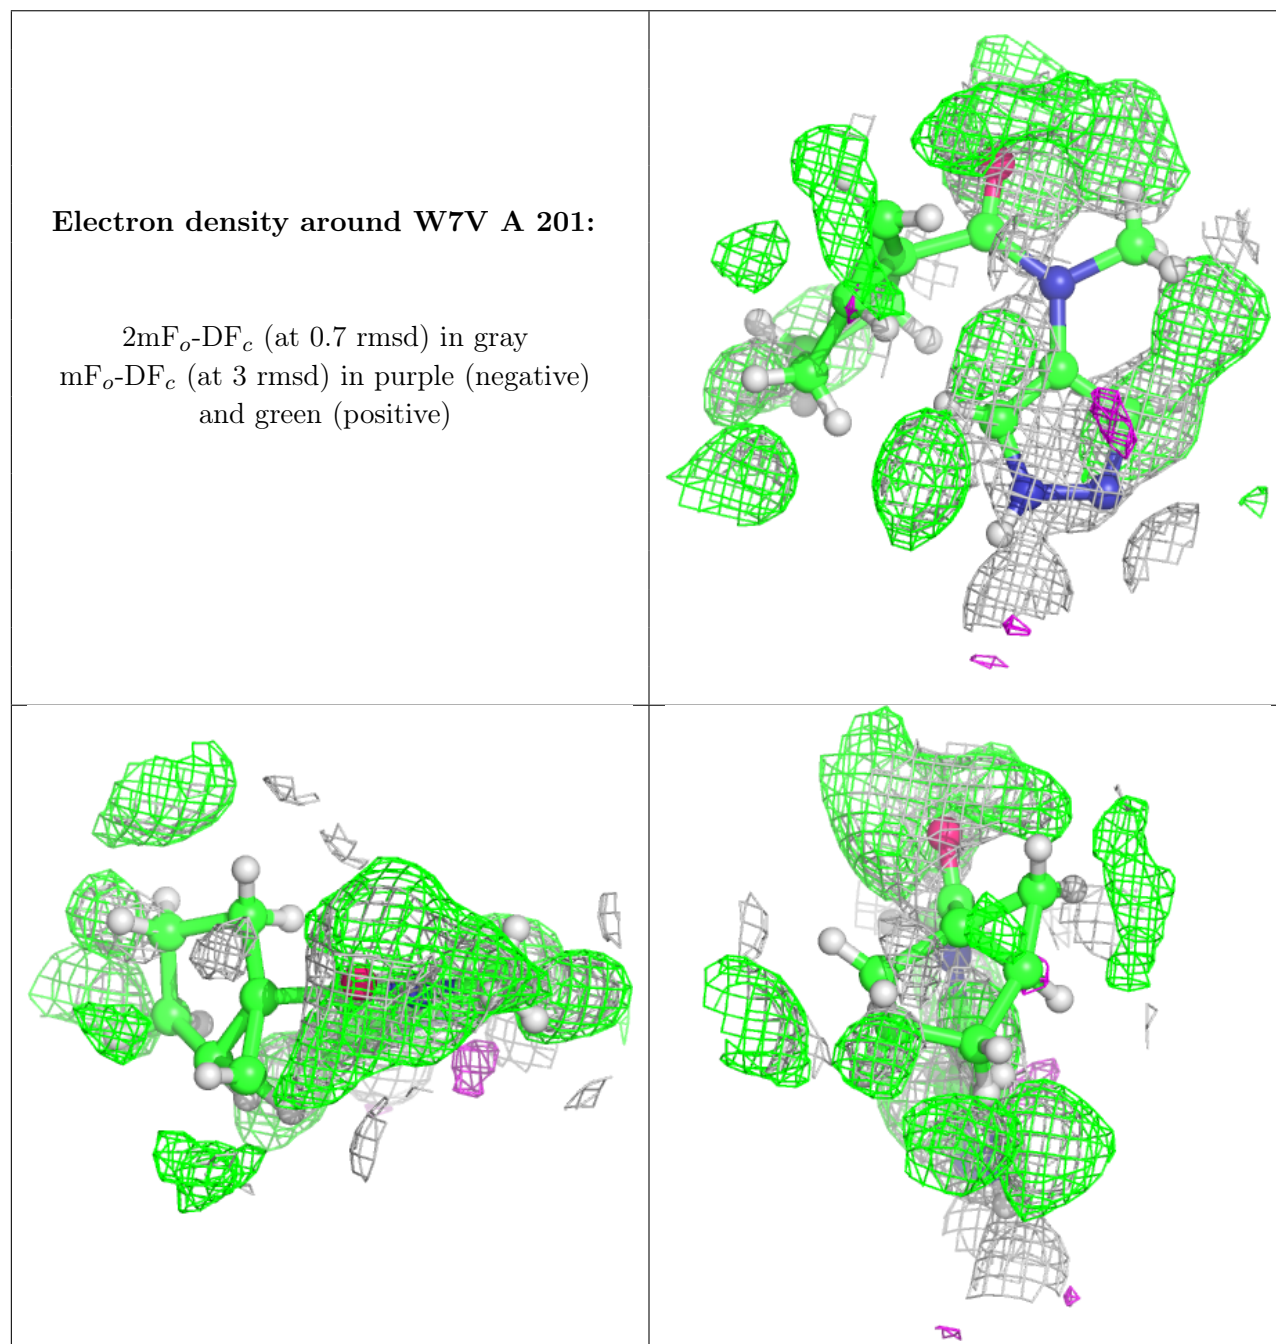 Electron density around W7V A 201:
2mFo-DFc (at 0.7 rmsd) in gray
mFo-DFc (at 3 rmsd) in purple (negative)
and green (positive)